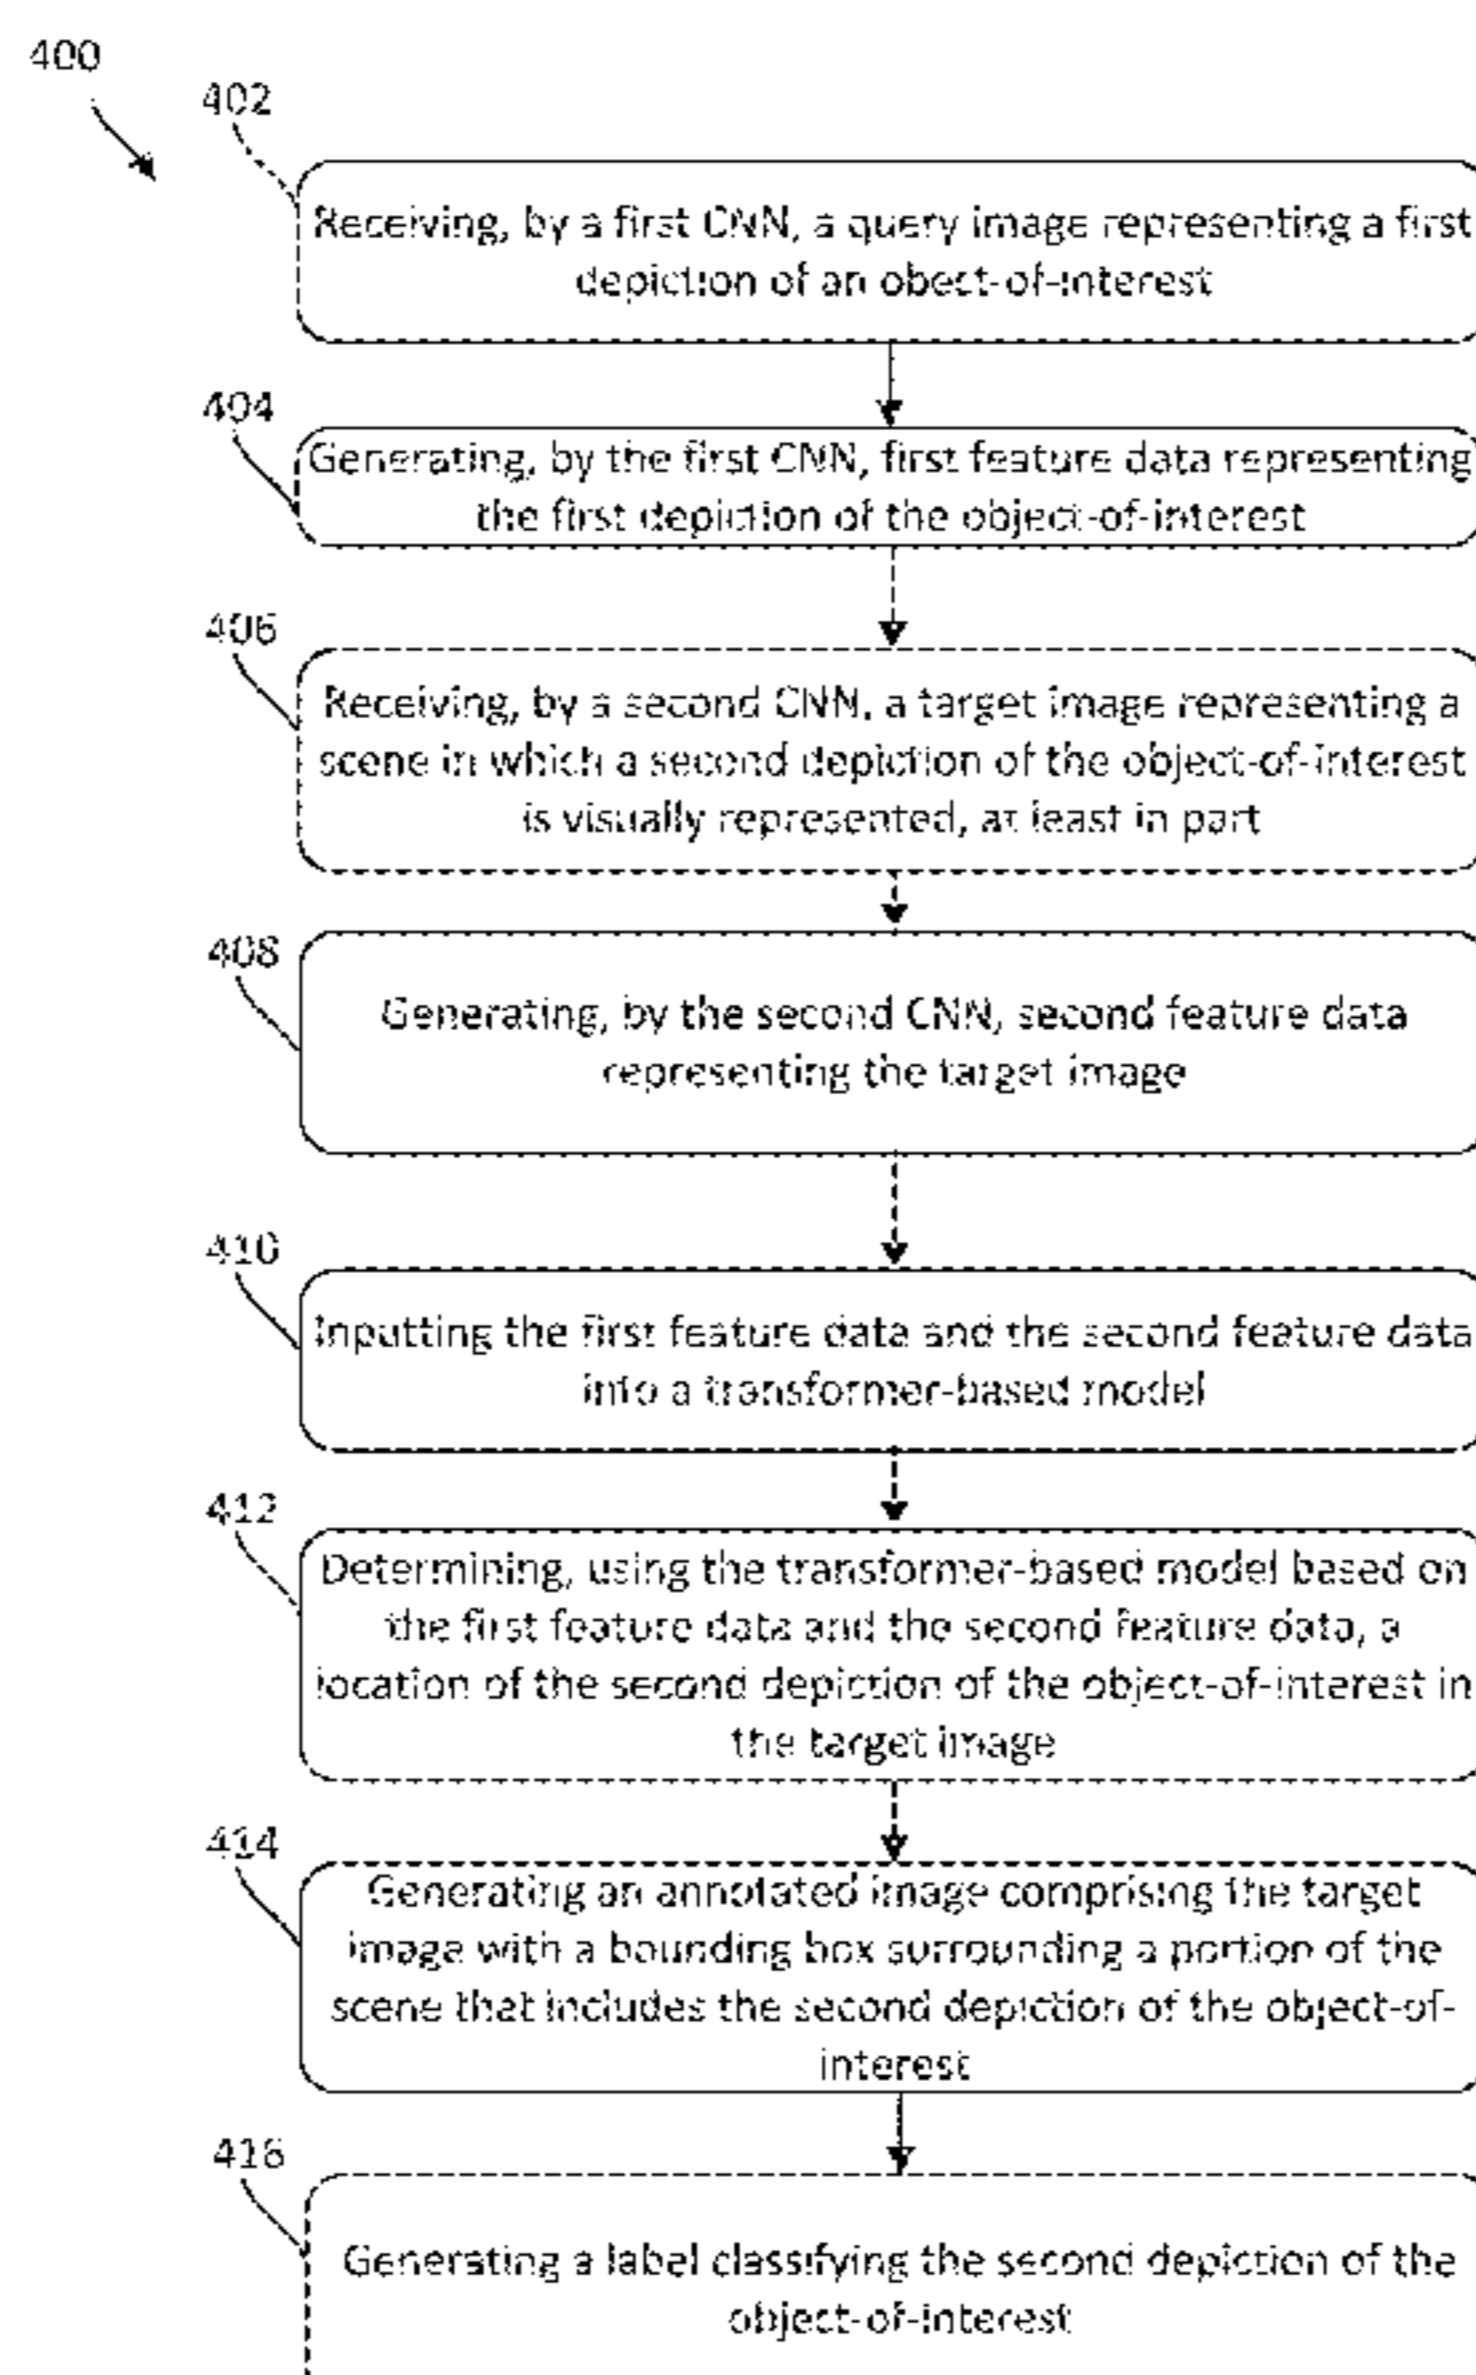 400
402
Receiving, by a first CNN, a query image representing a first
depiction of an obect-of-interest
404
Generating, by the first CNN, first feature data representing
the first depiction of the object-of-interest
406
Receiving, by a second CNN, a target image representing a
scene in which a second depiction of the object-of-interest
is visually represented, at least in part
408
Generating, by the second CNN, second feature data
representing the target image
410
Inputting the first feature data and the second feature data
into a transformer-based model
412
Determining, using the transformer-based model based on
the first feature data and the second feature data, a
location of the second depiction of the object-of-interest in
the target image
414
Generating an annotated image comprising the target
image with a bounding box surrounding a portion of the
scene that includes the second depiction of the object-of-
interest
416
Generating a label classifying the second depiction of the
object-of-interest